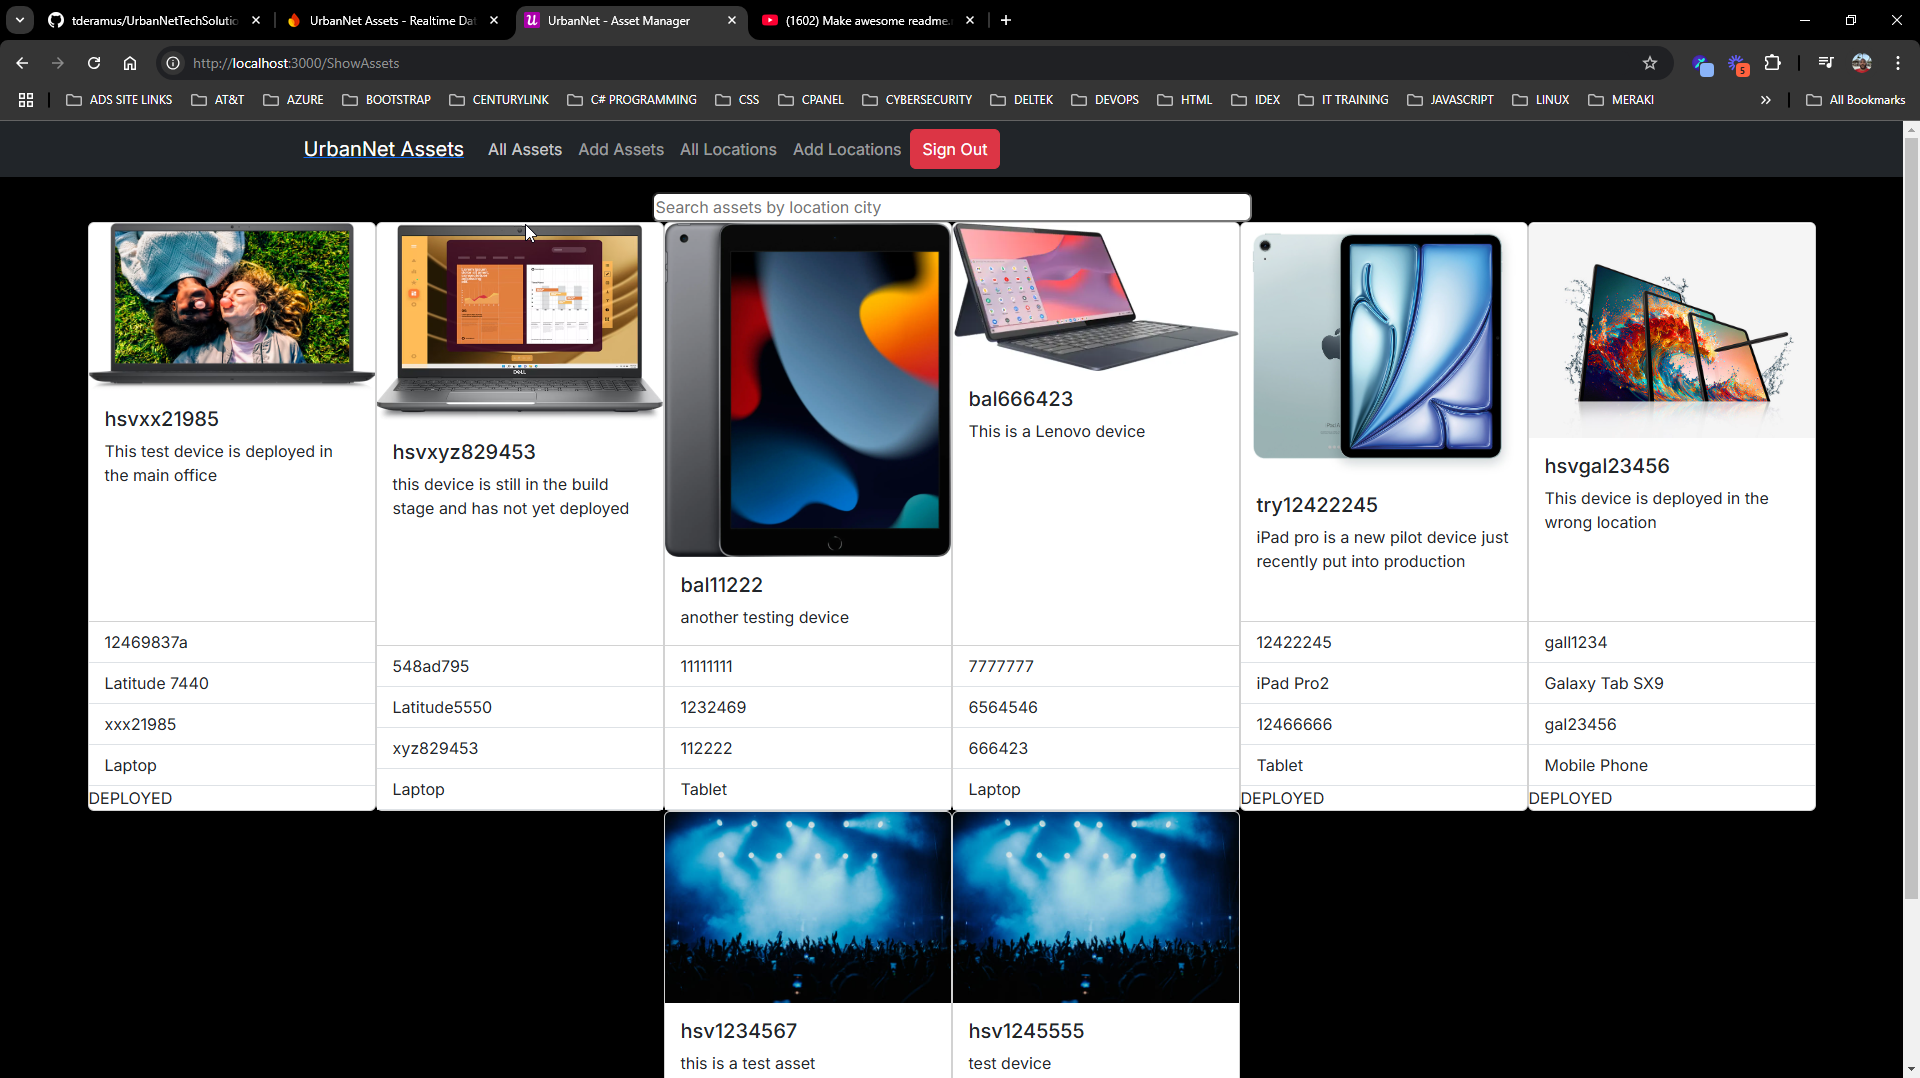 tderamus/UrbanNetTechSolutio
UrbanNet Assets - Realtime Dat
UrbanNet - Asset Manager
(1602) Make awesome readme.
http://localhost:3000/ShowAssets
5
ADS SITE LINKS
AT&T
AZURE
BOOTSTRAP
CENTURYLINK
C# PROGRAMMING
CSS
CPANEL
CYBERSECURITY
DELTEK
DEVOPS
HTML
IDEX
IT TRAINING
JAVASCRIPT
LINUX
MERAKI
All Bookmarks
UrbanNet Assets
All Assets
Add Assets
All Locations
Add Locations
Sign Out
Search assets by location city
hsvxx21985
This test device is deployed in
the main office
12469837a
Latitude 7440
xxx21985
Laptop
DEPLOYED
DELL
hsvxyz829453
this device is still in the build
stage and has not yet deployed
548ad795
Latitude5550
xyz829453
Laptop
bal11222
another testing device
11111111
1232469
112222
Tablet
bal666423
This is a Lenovo device
7777777
6564546
666423
Laptop
try12422245
iPad pro is a new pilot device just
recently put into production
12422245
iPad Pro2
12466666
Tablet
DEPLOYED
hsvgal23456
This device is deployed in the
wrong location
gall1234
Galaxy Tab SX9
gal23456
Mobile Phone
DEPLOYED
hsv1234567
this is a test asset
hsv1245555
test device